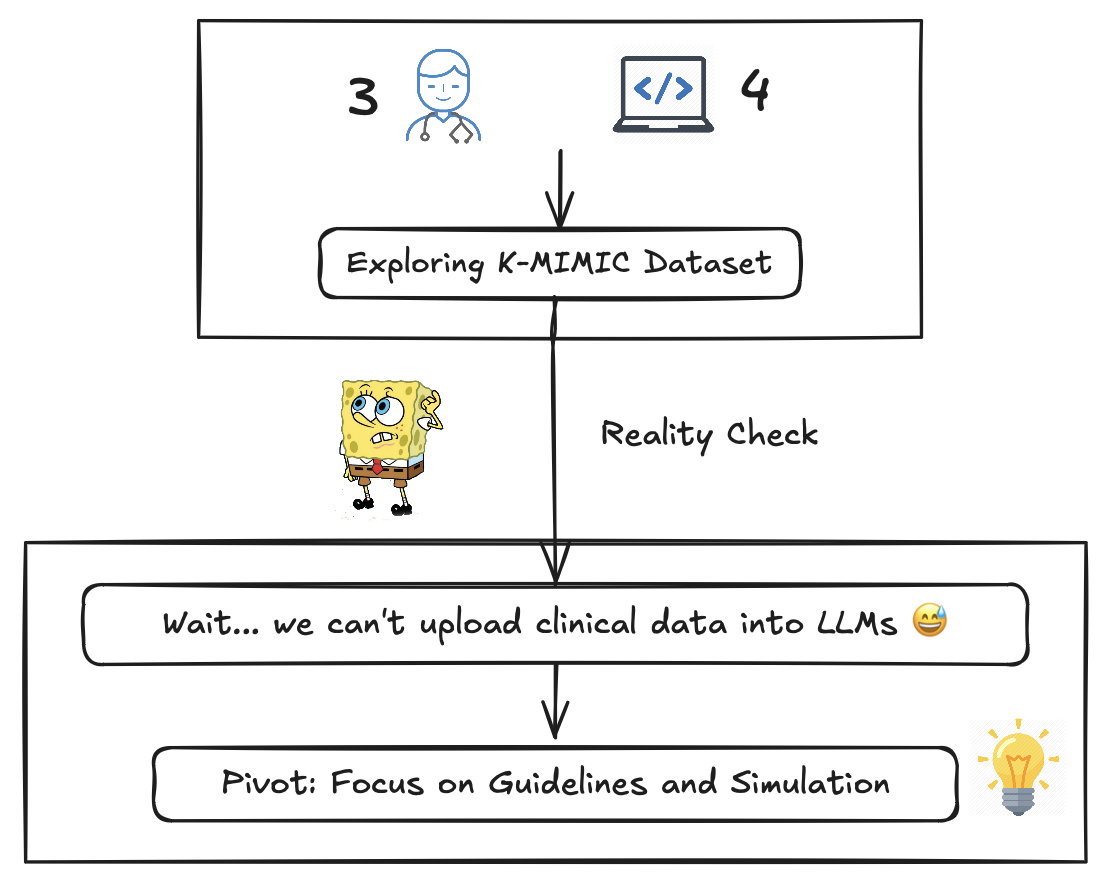 3 </> 4
Exploring K-MIMIC Dataset
Reality Check
Wait... we can't upload clinical data into LLMs 😅
Pivot: Focus on Guidelines and Simulation